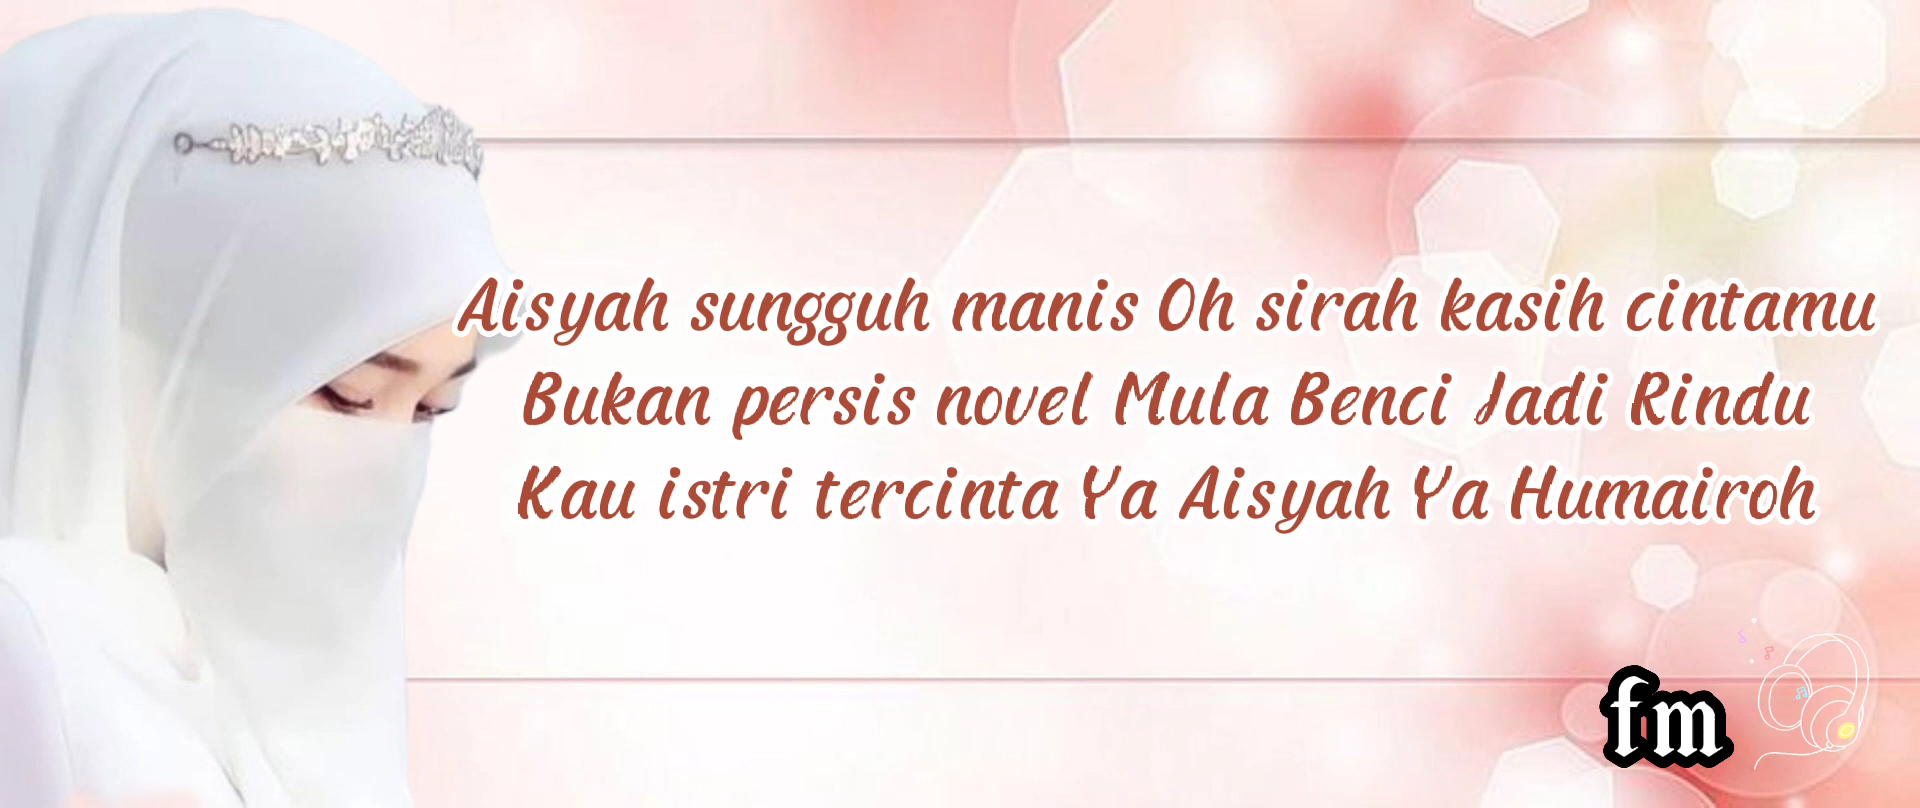 Aisyah sungguh manis Oh sirah kasih cintamu
Bukan persis novel Mula Benci Jadi Rindu
Kau istri tercinta Ya Aisyah Ya Humairoh
fm